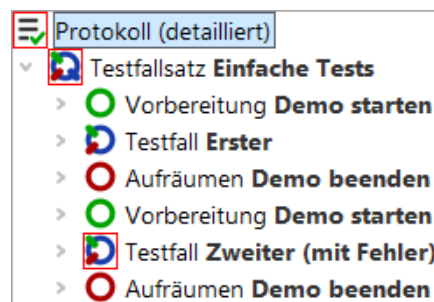 Protokoll (detailliert)
Testfallsatz Einfache Tests
Vorbereitung Demo starten
Testfall Erster
Aufräumen Demo beenden
Vorbereitung Demo starten
Testfall Zweiter (mit Fehler)
Aufräumen Demo beenden